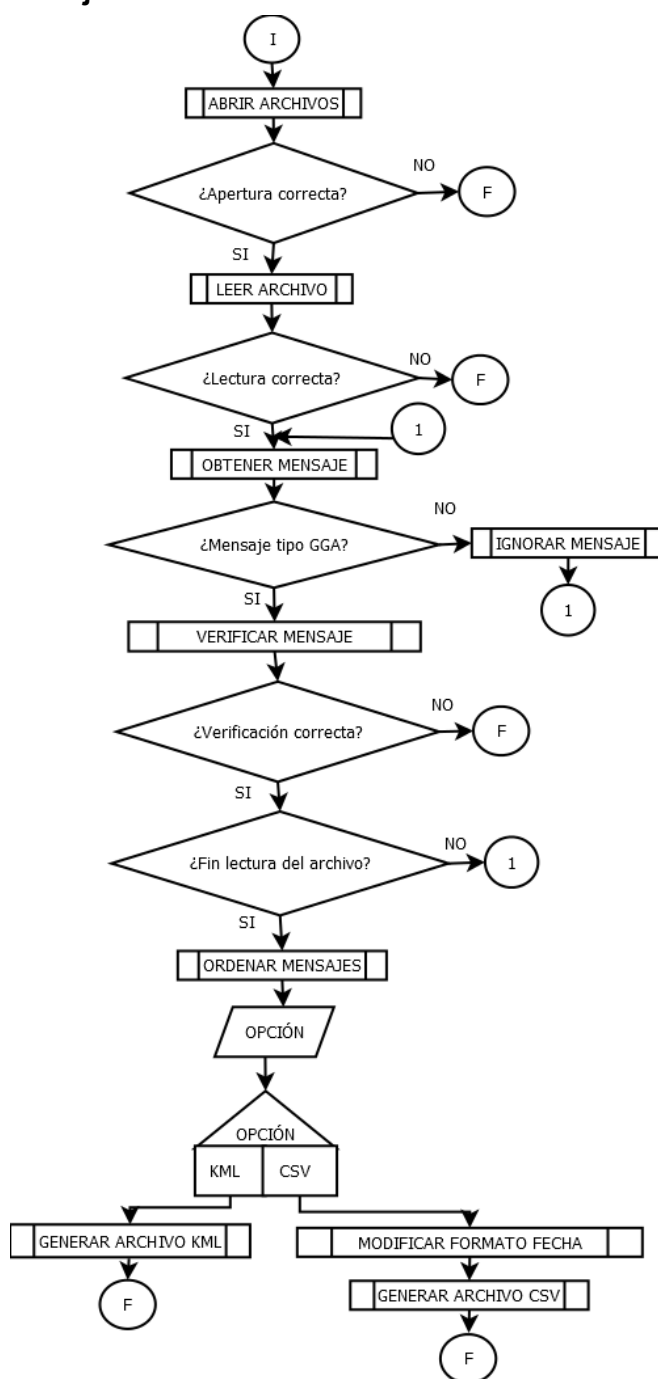 I
ABRIR ARCHIVOS
¿Apertura correcta?
NO
F
SI
LEER ARCHIVO
¿Lectura correcta?
NO
F
SI
1
OBTENER MENSAJE
¿Mensaje tipo GGA?
NO
IGNORAR MENSAJE
1
SI
VERIFICAR MENSAJE
¿Verificación correcta?
NO
F
SI
¿Fin lectura del archivo?
NO
1
SI
ORDENAR MENSAJES
OPCIÓN
OPCIÓN
KML
CSV
GENERAR ARCHIVO KML
F
MODIFICAR FORMATO FECHA
GENERAR ARCHIVO CSV
F